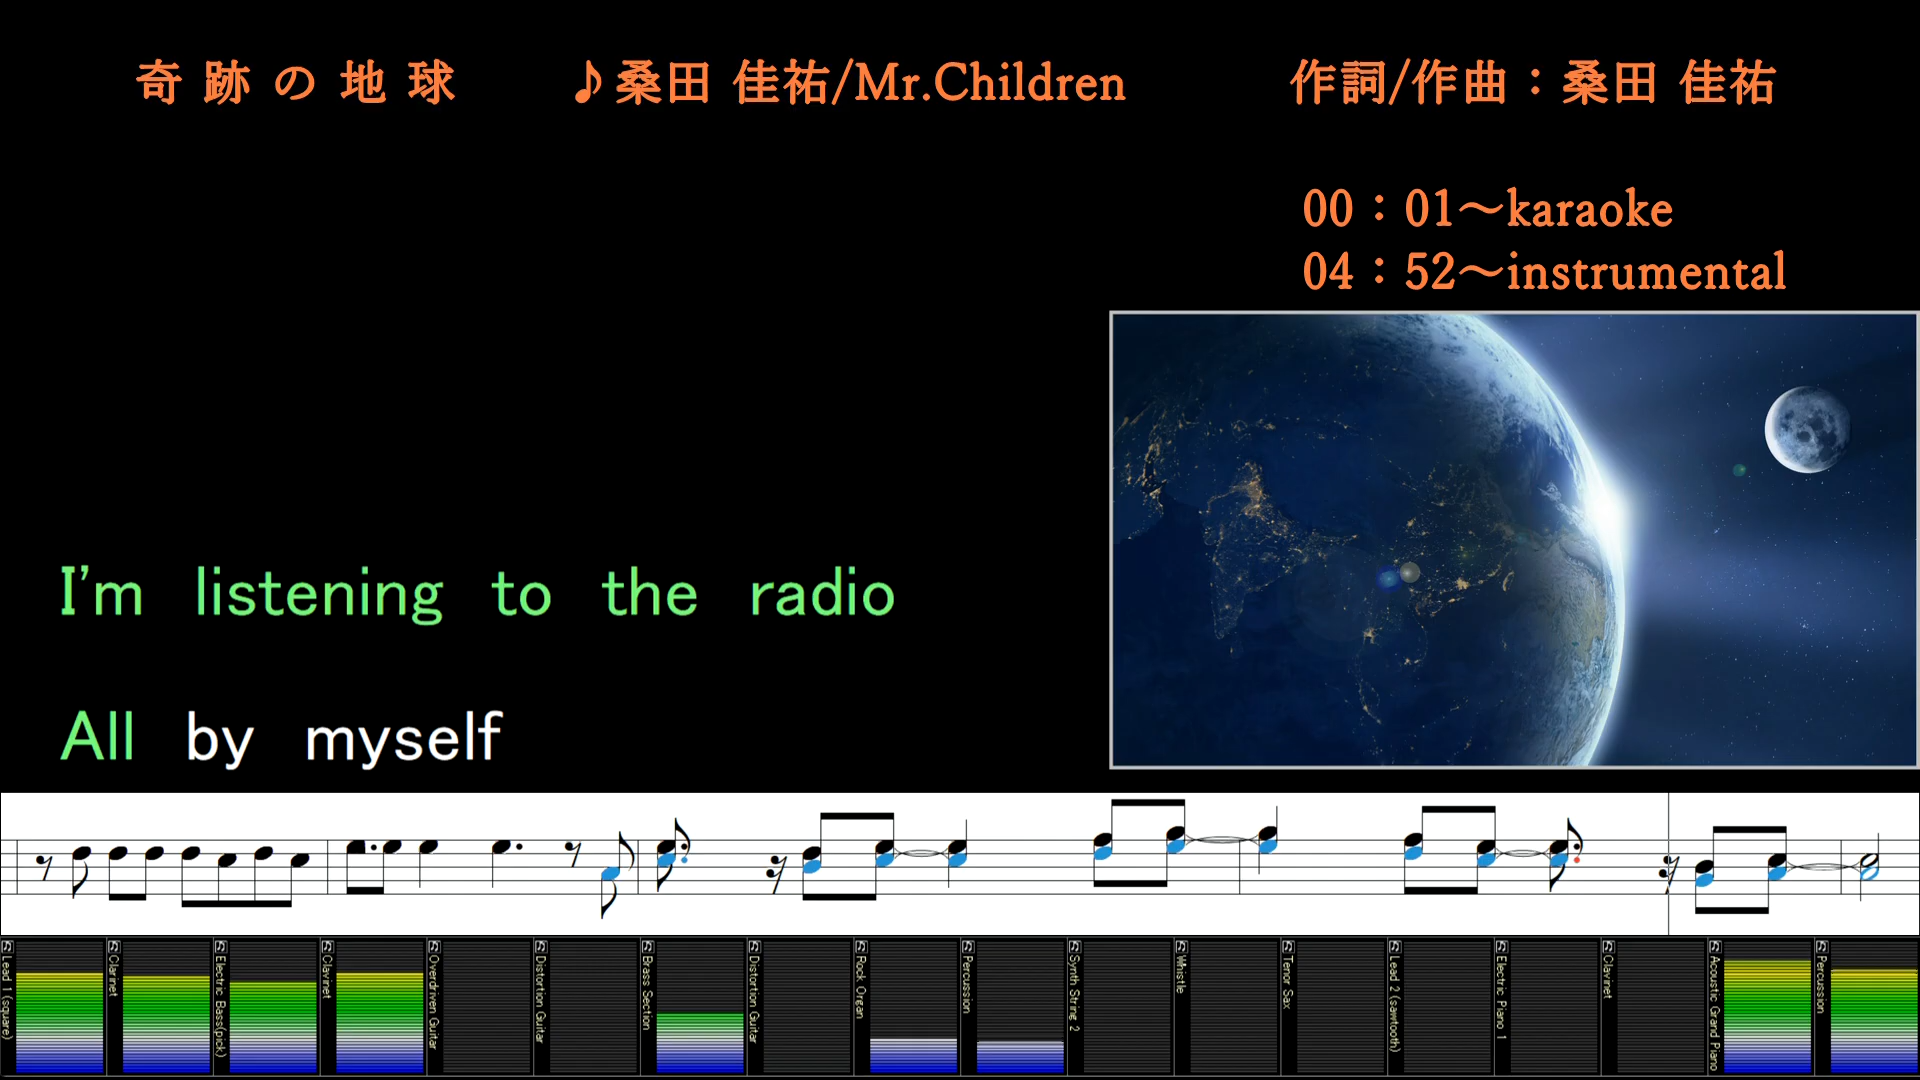 奇跡の地球 ♪桑田 佳祐/Mr.Children 作詞/作曲：桑田 佳祐
00：01～karaoke
04：52～instrumental
I'm listening to the radio
All by myself
Lead 1 (square) Clarinet Electric Bass(pick) Clavinet Overdriven Guitar Distortion Guitar Brass Section Distortion Guitar Rock Organ Percussion Synth String 2 Whistle Tenor Sax Lead 2 (sawtooth) Electric Piano 1 Clavinet Acoustic Grand Piano Percussion